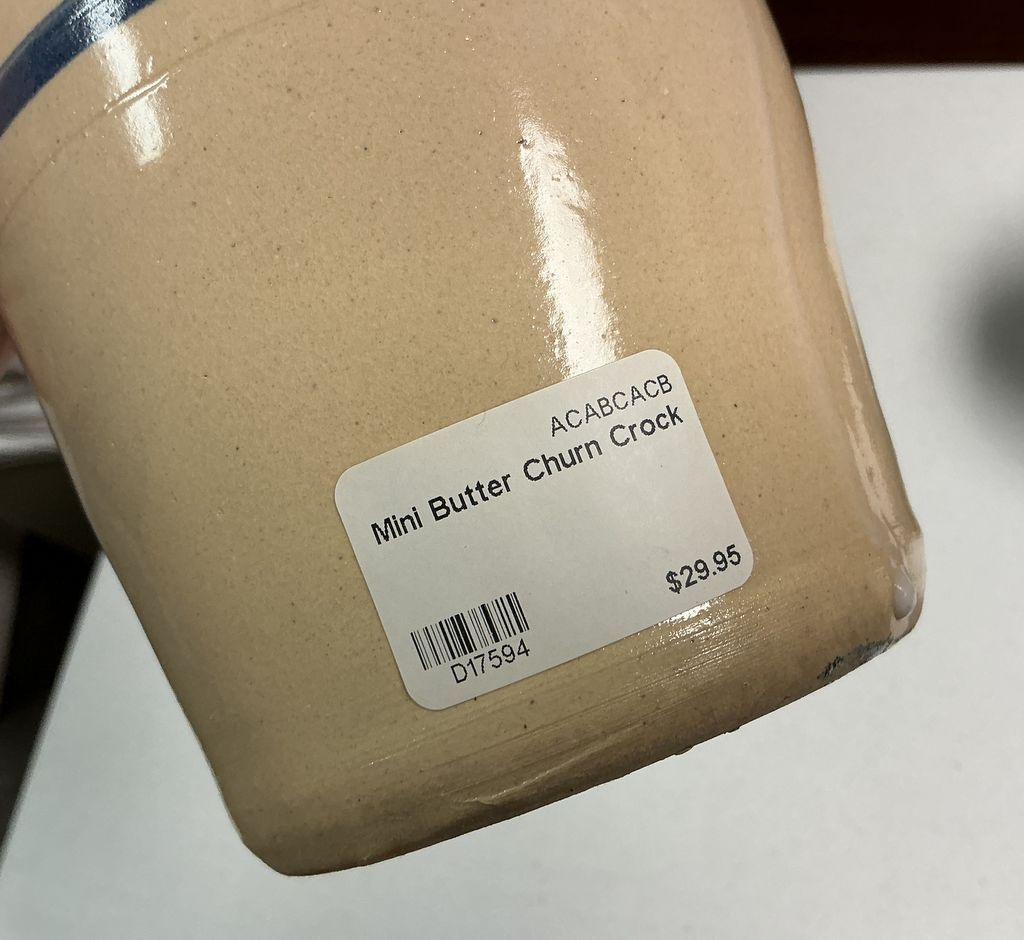 ACABCACB
Mini Butter Churn Crock
$29.95
D17594